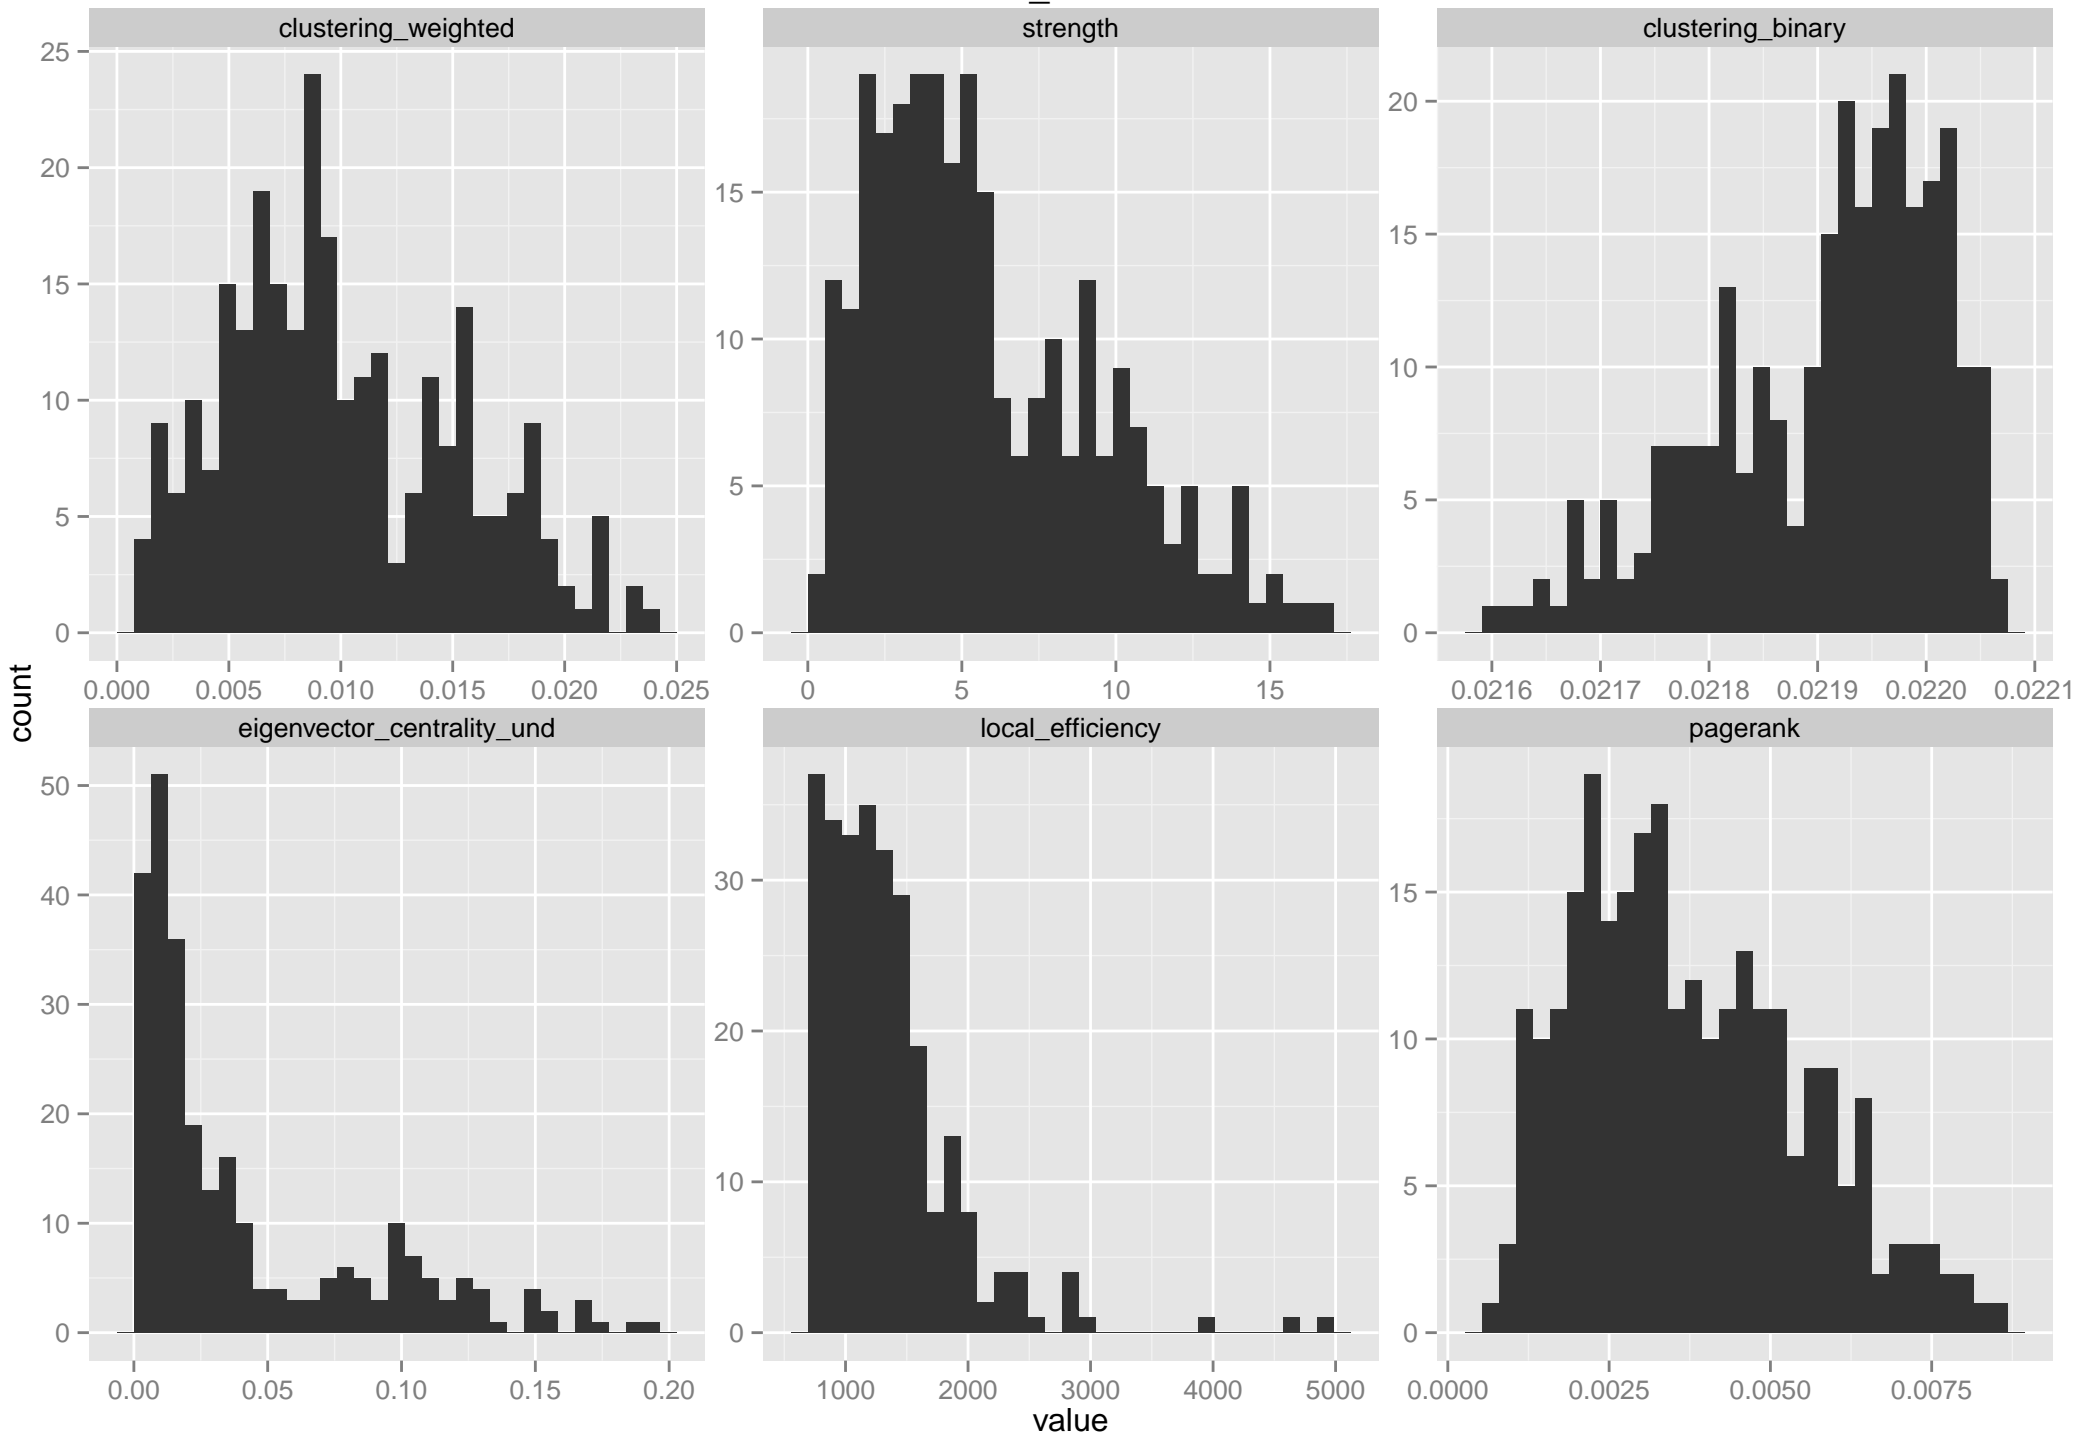 clustering_weighted
25
20
15
10
5
0
0.000 0.005 0.010 0.015 0.020 0.025
strength
15
10
5
0
0 5 10 15
clustering_binary
20
15
10
5
0
0.0216 0.0217 0.0218 0.0219 0.0220 0.0221
count
eigenvector_centrality_und
50
40
30
20
10
0
0.00 0.05 0.10 0.15 0.20
local_efficiency
30
20
10
0
1000 2000 3000 4000 5000
pagerank
15
10
5
0
0.0000 0.0025 0.0050 0.0075
value